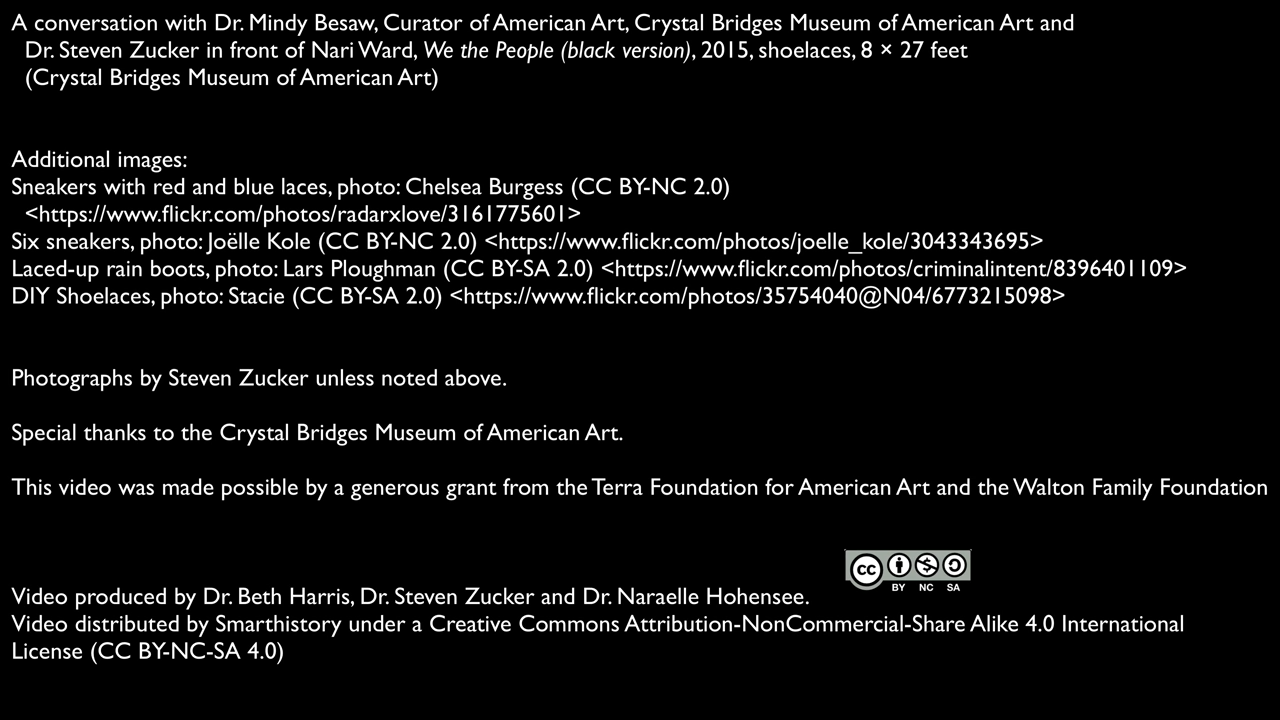 A conversation with Dr. Mindy Besaw, Curator of American Art, Crystal Bridges Museum of American Art and
Dr. Steven Zucker in front of Nari Ward, We the People (black version), 2015, shoelaces, 8 × 27 feet
(Crystal Bridges Museum of American Art)
Additional images:
Sneakers with red and blue laces, photo: Chelsea Burgess (CC BY-NC 2.0)
<https://www.flickr.com/photos/radarxlove/3161775601>
Six sneakers, photo: Joëlle Kole (CC BY-NC 2.0) <https://www.flickr.com/photos/joelle_kole/3043343695>
Laced-up rain boots, photo: Lars Ploughman (CC BY-SA 2.0) <https://www.flickr.com/photos/criminalintent/8396401109>
DIY Shoelaces, photo: Stacie (CC BY-SA 2.0) <https://www.flickr.com/photos/35754040@N04/6773215098>
Photographs by Steven Zucker unless noted above.
Special thanks to the Crystal Bridges Museum of American Art.
This video was made possible by a generous grant from the Terra Foundation for American Art and the Walton Family Foundation
cc BY NC SA
Video produced by Dr. Beth Harris, Dr. Steven Zucker and Dr. Naraelle Hohensee.
Video distributed by Smarthistory under a Creative Commons Attribution-NonCommercial-Share Alike 4.0 International
License (CC BY-NC-SA 4.0)